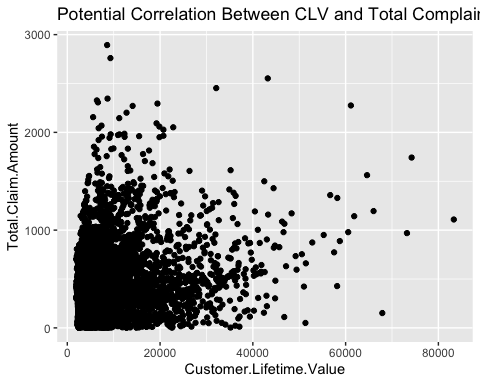 Potential Correlation Between CLV and Total Complain
3000
2000
1000
0
Total.Claim.Amount
0 20000 40000 60000 80000
Customer.Lifetime.Value